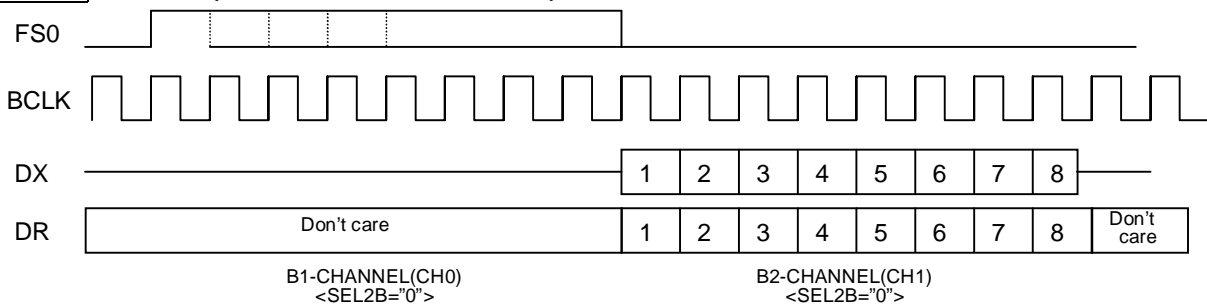 FS0
BCLK
DX 1 2 3 4 5 6 7 8
DR Don't care 1 2 3 4 5 6 7 8 Don't care
B1-CHANNEL(CH0) B2-CHANNEL(CH1)
<SEL2B="0"> <SEL2B="0">